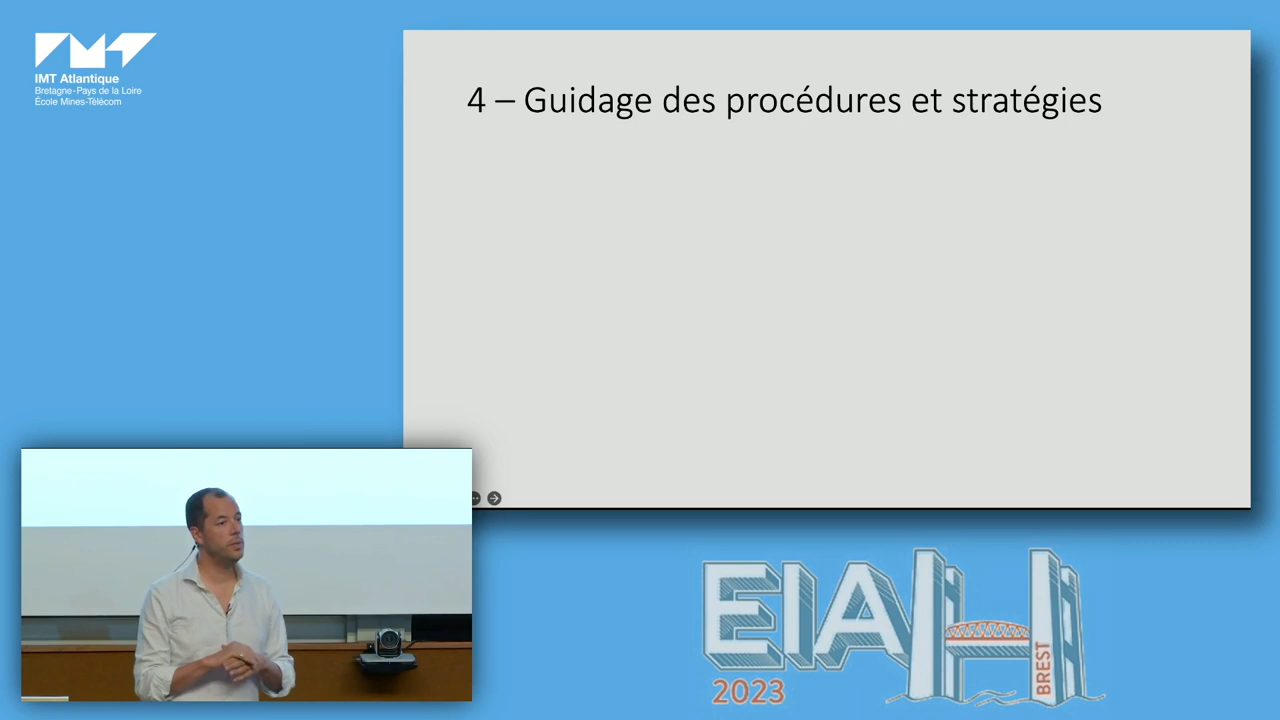 IMT Atlantique
Bretagne-Pays de la Loire
École Mines-Télécom
4 – Guidage des procédures et stratégies
EIAH
BREST
2023